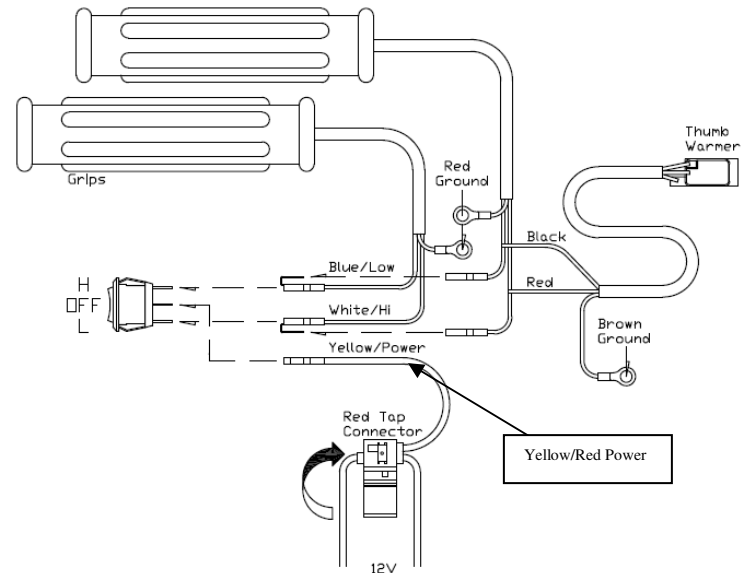 Grips
Thumb
Warmer
Red
Ground
Black
Blue/Low
Red
H
OFF
L
White/Hi
Brown
Ground
Yellow/Power
Red Tap
Connector
Yellow/Red Power
12V